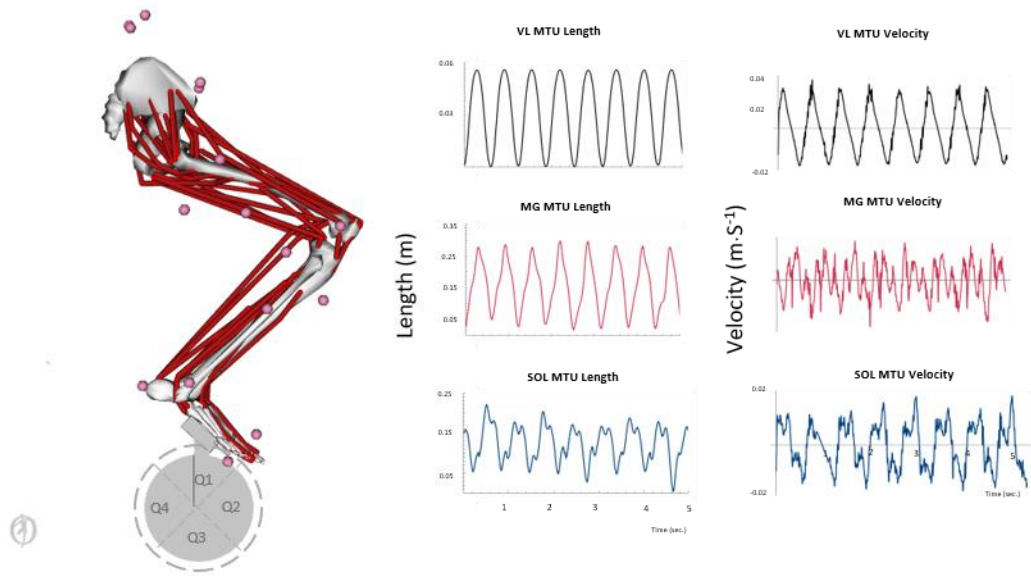 VL MTU Length
0.06
0.03
VL MTU Velocity
0.04
0.02
-0.02
MG MTU Length
0.35
0.25
0.15
0.05
MG MTU Velocity
Length (m)
Velocity (m·S-1)
SOL MTU Length
0.25
0.15
0.05
1 2 3 4 5
Time (sec.)
SOL MTU Velocity
0.02
-0.02
1 2 3 4 5
Time (sec.)
Q1
Q4 Q2
Q3